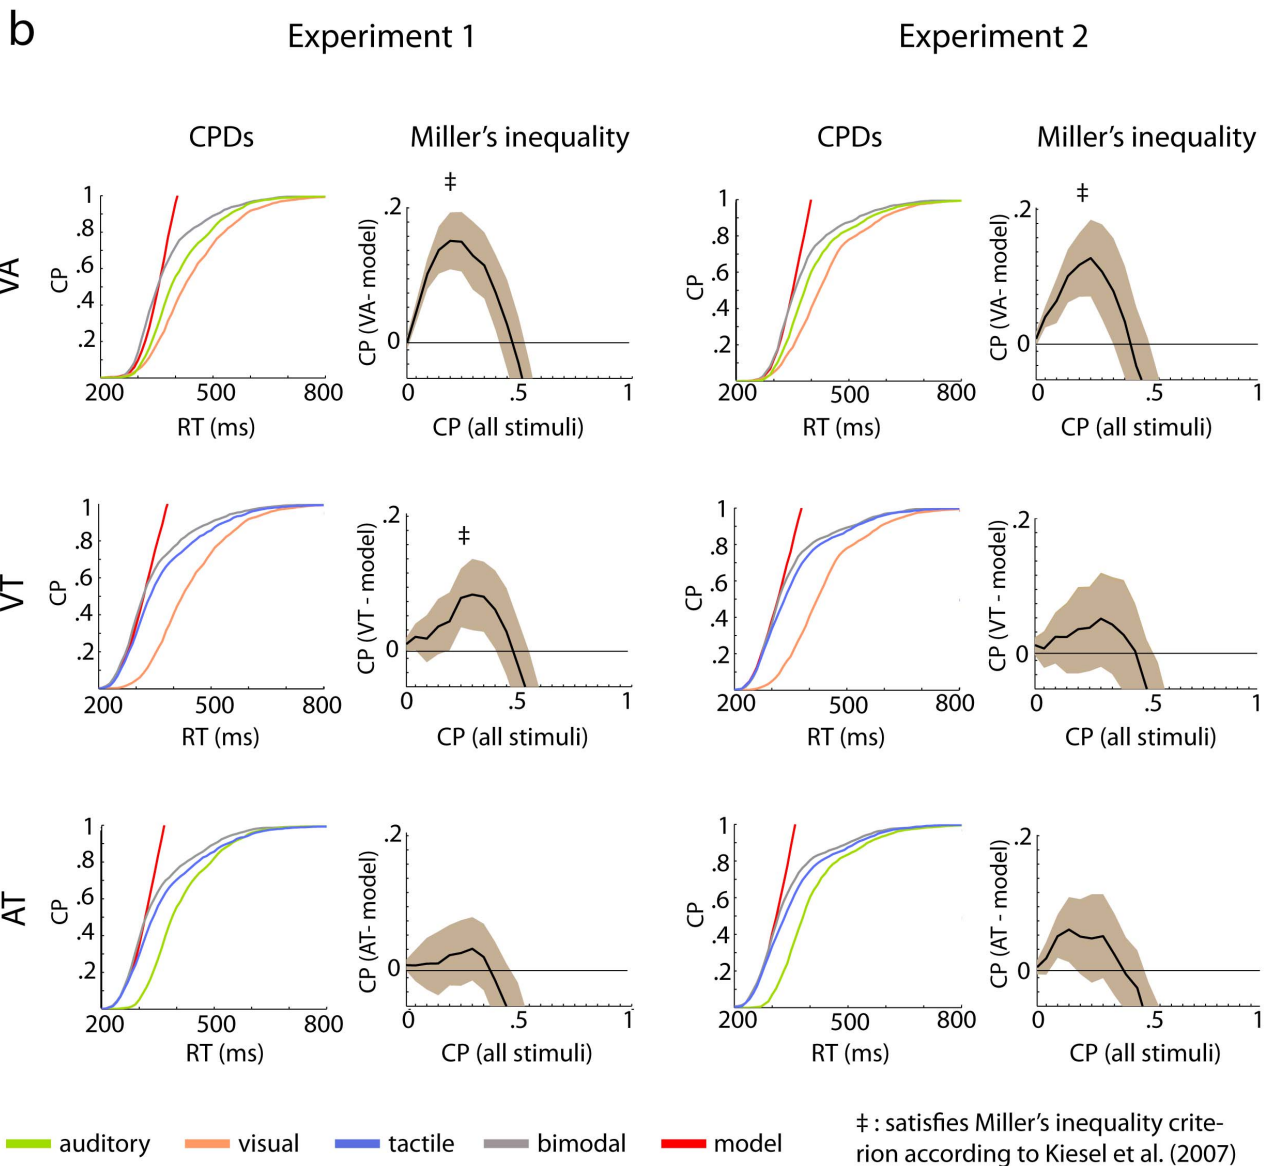 b
Experiment 1
Experiment 2
CPDs
Miller's inequality
CPDs
Miller's inequality
VA
CP
1
.8
.6
.4
.2
200
500
800
RT (ms)
‡
CP (VA- model)
.2
0
0
.5
1
CP (all stimuli)
CP
1
.8
.6
.4
.2
200
500
800
RT (ms)
‡
CP (VA- model)
.2
0
0
.5
1
CP (all stimuli)
VT
CP
1
.8
.6
.4
.2
200
500
800
RT (ms)
‡
CP (VT - model)
.2
0
0
.5
1
CP (all stimuli)
CP
1
.8
.6
.4
.2
200
500
800
RT (ms)
CP (VT - model)
.2
0
0
.5
1
CP (all stimuli)
AT
CP
1
.8
.6
.4
.2
200
500
800
RT (ms)
CP (AT- model)
.2
0
0
.5
1
CP (all stimuli)
CP
1
.8
.6
.4
.2
200
500
800
RT (ms)
CP (AT - model)
.2
0
0
.5
1
CP (all stimuli)
auditory
visual
tactile
bimodal
model
‡ : satisfies Miller's inequality crite-
rion according to Kiesel et al. (2007)